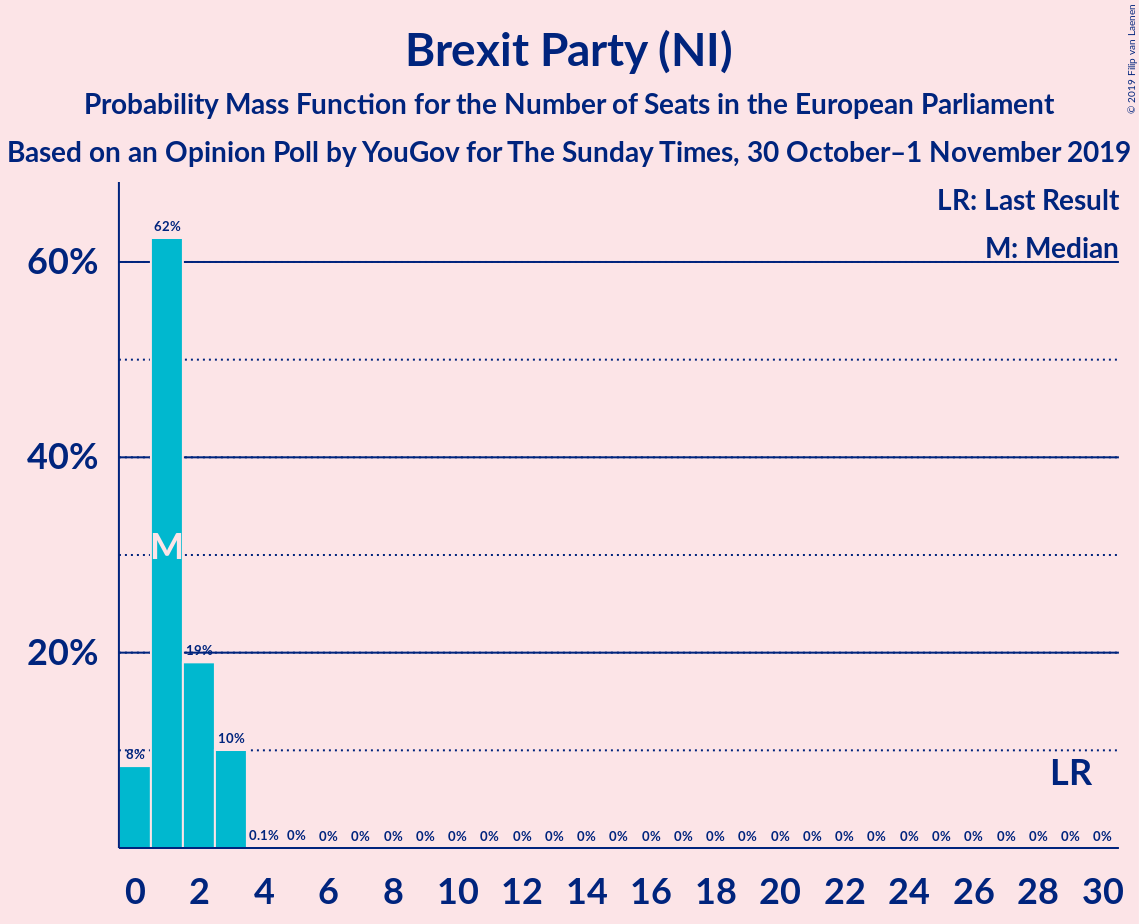 Brexit Party (NI)
Probability Mass Function for the Number of Seats in the European Parliament
Based on an Opinion Poll by YouGov for The Sunday Times, 30 October–1 November 2019
© 2019 Filip van Laenen
LR: Last Result
M: Median
60%
40%
20%
62%
M
19%
8%
10%
LR
0.1% 0% 0% 0% 0% 0% 0% 0% 0% 0% 0% 0% 0% 0% 0% 0% 0% 0% 0% 0% 0% 0% 0% 0% 0% 0% 0%
0 2 4 6 8 10 12 14 16 18 20 22 24 26 28 30